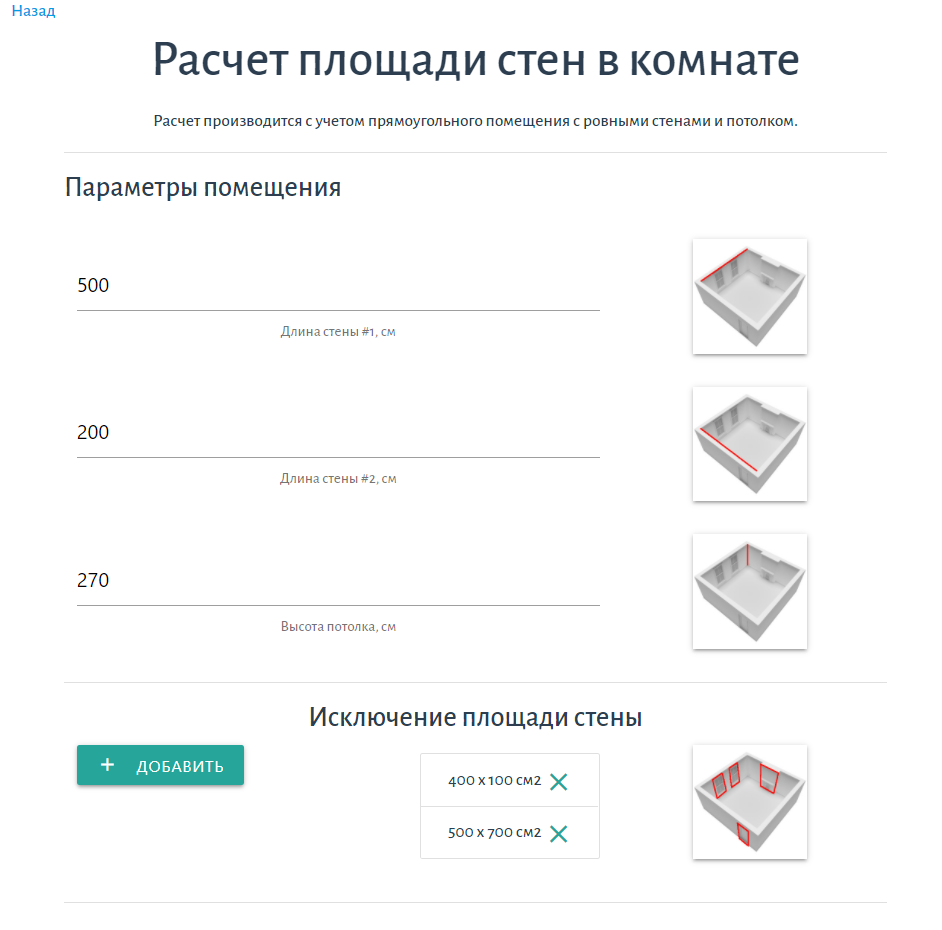 Назад
Расчет площади стен в комнате
Расчет производится с учетом прямоугольного помещения с ровными стенами и потолком.
Параметры помещения
500
Длина стены #1, см
200
Длина стены #2, см
270
Высота потолка, см
Исключение площади стены
+ ДОБАВИТЬ
400 x 100 см2
500 x 700 см2